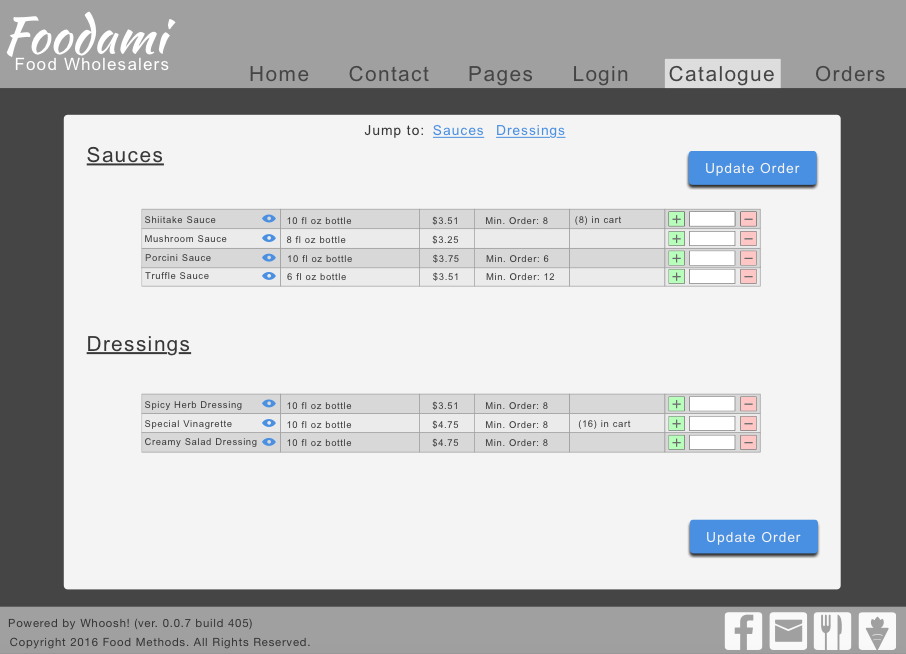 Foodami
Food Wholesalers
Home Contact Pages Login Catalogue Orders
Jump to: Sauces Dressings
Sauces
Update Order
Shiitake Sauce 10 fl oz bottle $3.51 Min. Order: 8 (8) in cart + −
Mushroom Sauce 8 fl oz bottle $3.25 + −
Porcini Sauce 10 fl oz bottle $3.75 Min. Order: 6 + −
Truffle Sauce 6 fl oz bottle $3.51 Min. Order: 12 + −
Dressings
Spicy Herb Dressing 10 fl oz bottle $3.51 Min. Order: 8 + −
Special Vinagrette 10 fl oz bottle $4.75 Min. Order: 8 (16) in cart + −
Creamy Salad Dressing 10 fl oz bottle $4.75 Min. Order: 8 + −
Update Order
Powered by Whoosh! (ver. 0.0.7 build 405)
Copyright 2016 Food Methods. All Rights Reserved.